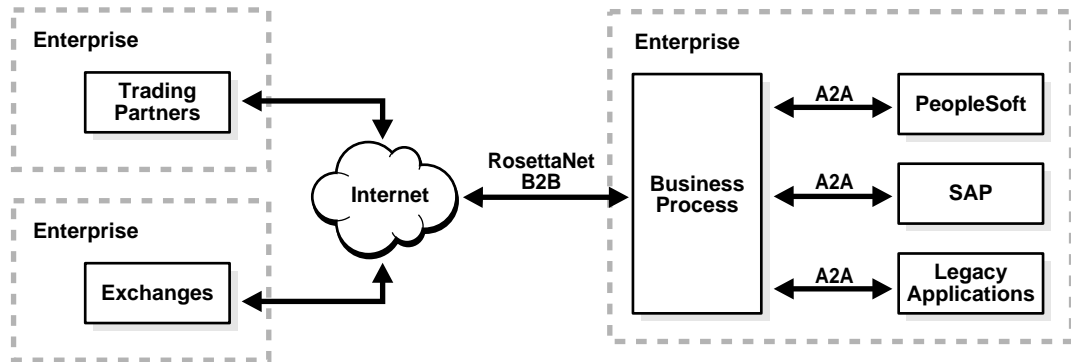 Enterprise
Trading
Partners
Enterprise
Exchanges
Internet
RosettaNet
B2B
Enterprise
Business
Process
A2A
PeopleSoft
A2A
SAP
A2A
Legacy
Applications